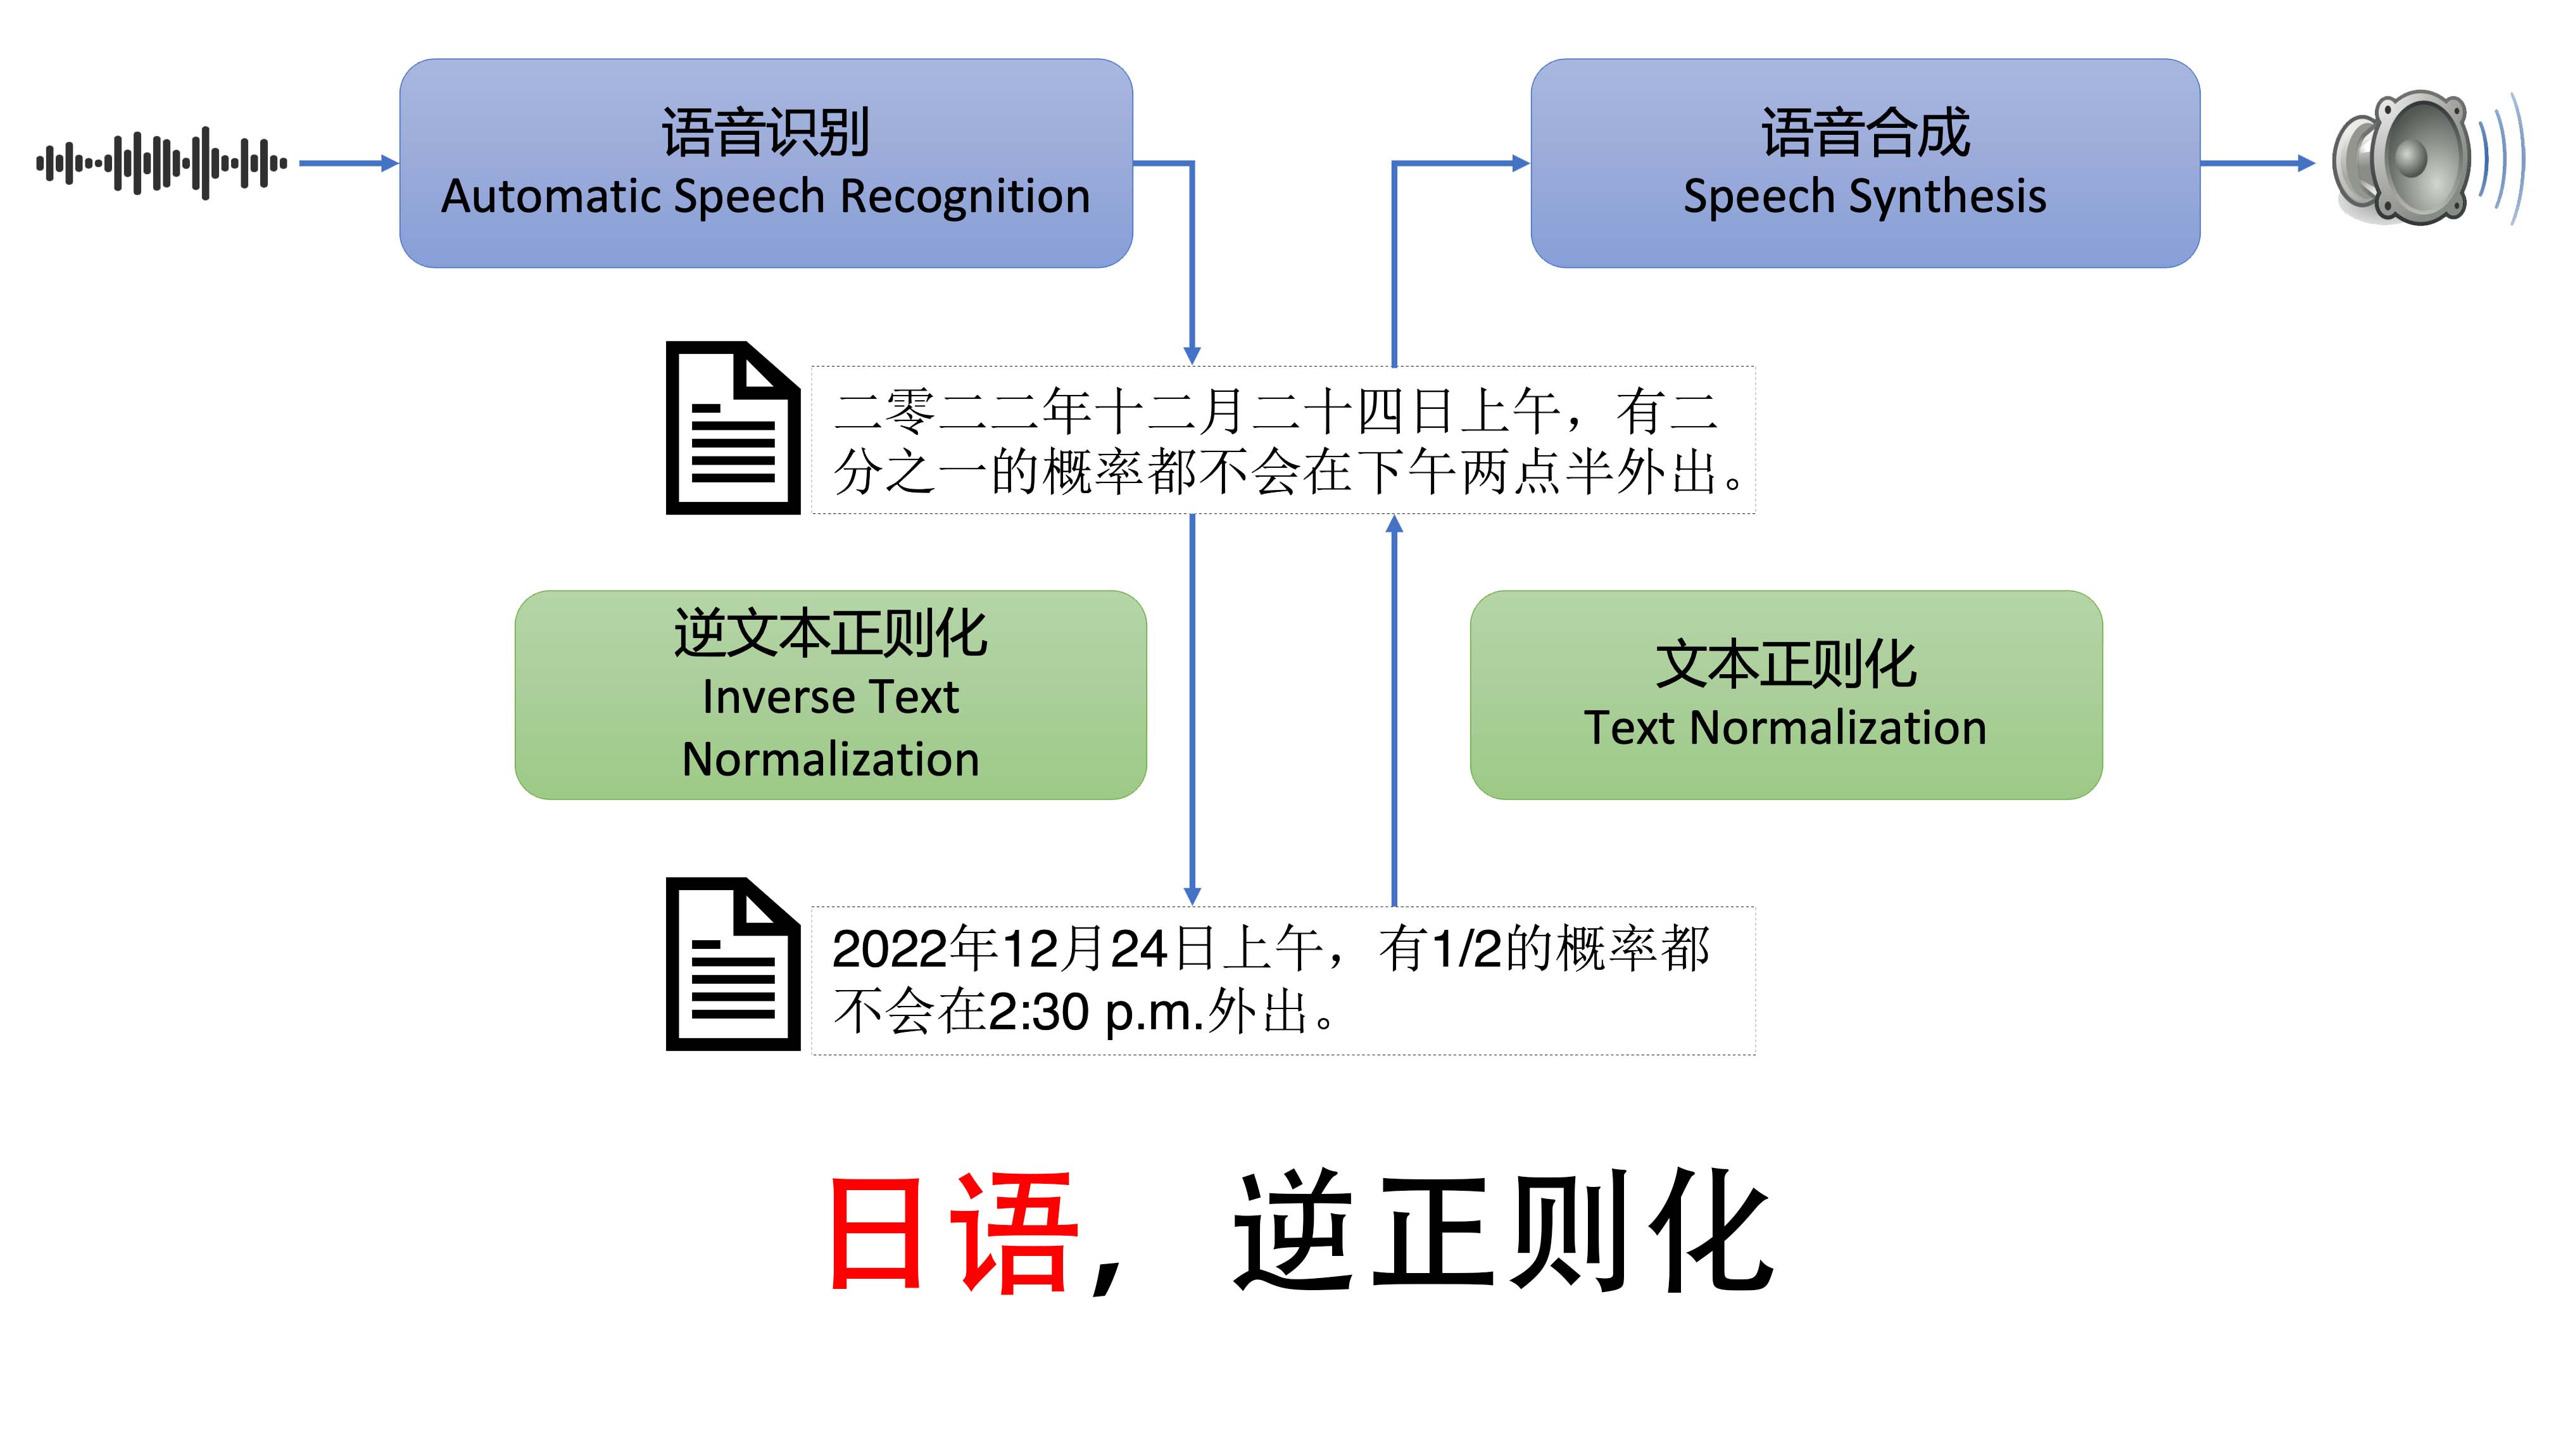 语音识别
Automatic Speech Recognition
语音合成
Speech Synthesis
二零二二年十二月二十四日上午，有二
分之一的概率都不会在下午两点半外出。
逆文本正则化
Inverse Text
Normalization
文本正则化
Text Normalization
2022年12月24日上午，有1/2的概率都
不会在2:30 p.m.外出。
日语，逆正则化